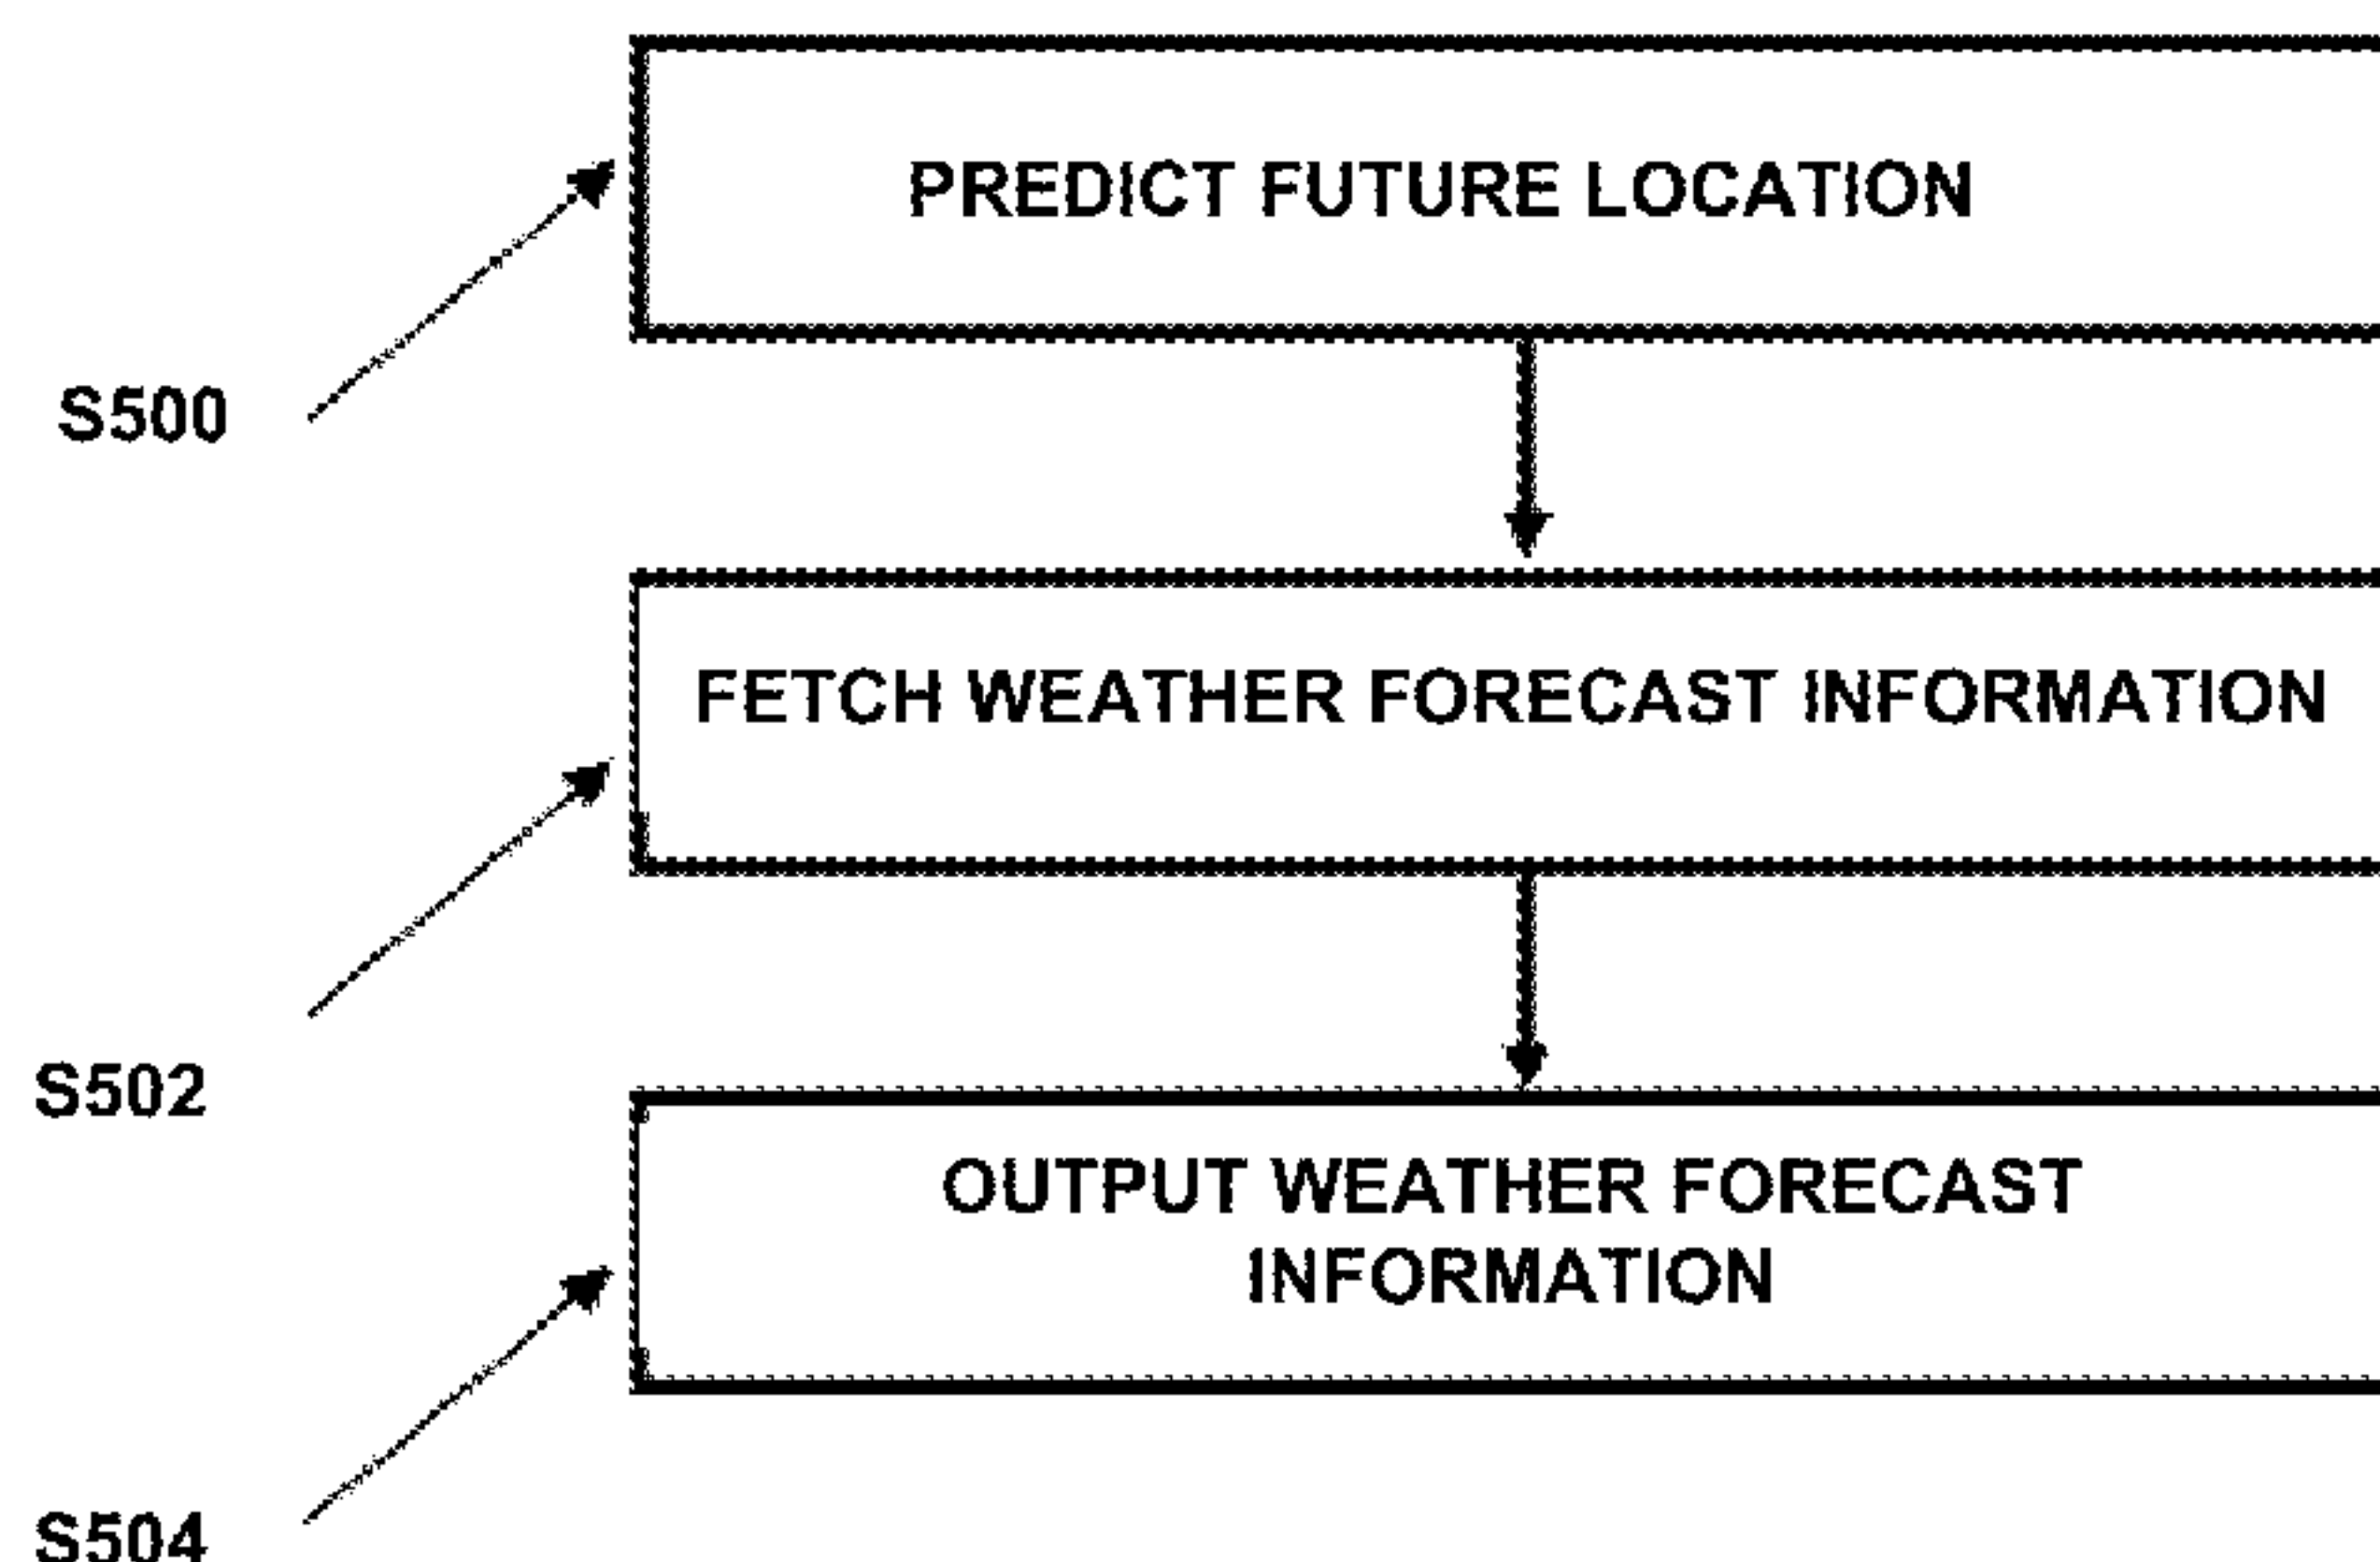 PREDICT FUTURE LOCATION
S500
FETCH WEATHER FORECAST INFORMATION
S502
OUTPUT WEATHER FORECAST
INFORMATION
S504